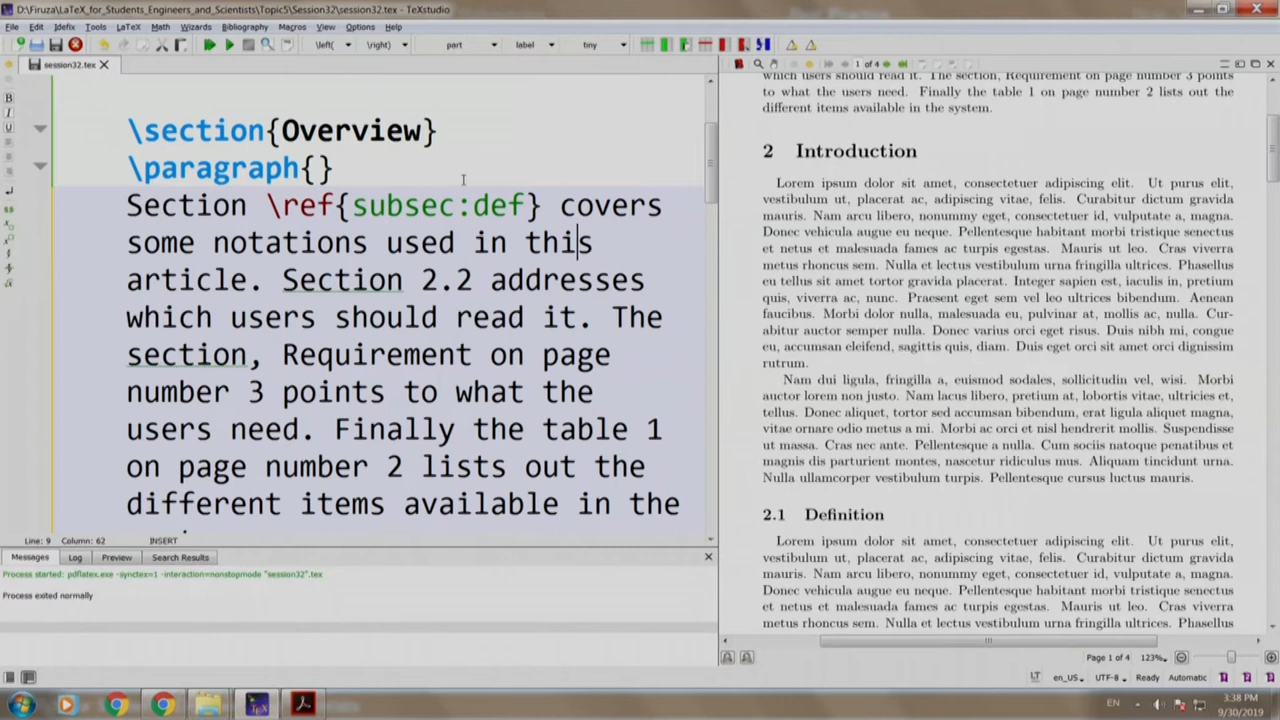 D:\Firuza\LaTeX_for_Students_Engineers_and_Scientists\Topic5\Session32\session32.tex - TeXstudio
File Edit Idefix Tools LaTeX Math Wizards Bibliography Macros View Options Help
\left( \right) part label tiny
session32.tex
1 of 4
\section{Overview}
\paragraph{}
Section \ref{subsec:def} covers
some notations used in this
article. Section 2.2 addresses
which users should read it. The
section, Requirement on page
number 3 points to what the
users need. Finally the table 1
on page number 2 lists out the
different items available in the
Line: 9 Column: 62 INSERT
Messages Log Preview Search Results
Process started: pdflatex.exe -synctex=1 -interaction=nonstopmode "session32".tex
Process exited normally
which users should read it. The section, Requirement on page number 3 points
to what the users need. Finally the table 1 on page number 2 lists out the
different items available in the system.
2 Introduction
Lorem ipsum dolor sit amet, consectetuer adipiscing elit. Ut purus elit,
vestibulum ut, placerat ac, adipiscing vitae, felis. Curabitur dictum gravida
mauris. Nam arcu libero, nonummy eget, consectetuer id, vulputate a, magna.
Donec vehicula augue eu neque. Pellentesque habitant morbi tristique senectus
et netus et malesuada fames ac turpis egestas. Mauris ut leo. Cras viverra
metus rhoncus sem. Nulla et lectus vestibulum urna fringilla ultrices. Phasellus
eu tellus sit amet tortor gravida placerat. Integer sapien est, iaculis in, pretium
quis, viverra ac, nunc. Praesent eget sem vel leo ultrices bibendum. Aenean
faucibus. Morbi dolor nulla, malesuada eu, pulvinar at, mollis ac, nulla. Cur-
abitur auctor semper nulla. Donec varius orci eget risus. Duis nibh mi, congue
eu, accumsan eleifend, sagittis quis, diam. Duis eget orci sit amet orci dignissim
rutrum.
Nam dui ligula, fringilla a, euismod sodales, sollicitudin vel, wisi. Morbi
auctor lorem non justo. Nam lacus libero, pretium at, lobortis vitae, ultricies et,
tellus. Donec aliquet, tortor sed accumsan bibendum, erat ligula aliquet magna,
vitae ornare odio metus a mi. Morbi ac orci et nisl hendrerit mollis. Suspendisse
ut massa. Cras nec ante. Pellentesque a nulla. Cum sociis natoque penatibus et
magnis dis parturient montes, nascetur ridiculus mus. Aliquam tincidunt urna.
Nulla ullamcorper vestibulum turpis. Pellentesque cursus luctus mauris.
2.1 Definition
Lorem ipsum dolor sit amet, consectetuer adipiscing elit. Ut purus elit,
vestibulum ut, placerat ac, adipiscing vitae, felis. Curabitur dictum gravida
mauris. Nam arcu libero, nonummy eget, consectetuer id, vulputate a, magna.
Donec vehicula augue eu neque. Pellentesque habitant morbi tristique senectus
et netus et malesuada fames ac turpis egestas. Mauris ut leo. Cras viverra
metus rhoncus sem. Nulla et lectus vestibulum urna fringilla ultrices. Phasellus
Page 1 of 4 123%
en_US UTF-8 Ready Automatic
EN 3:38 PM
9/30/2019